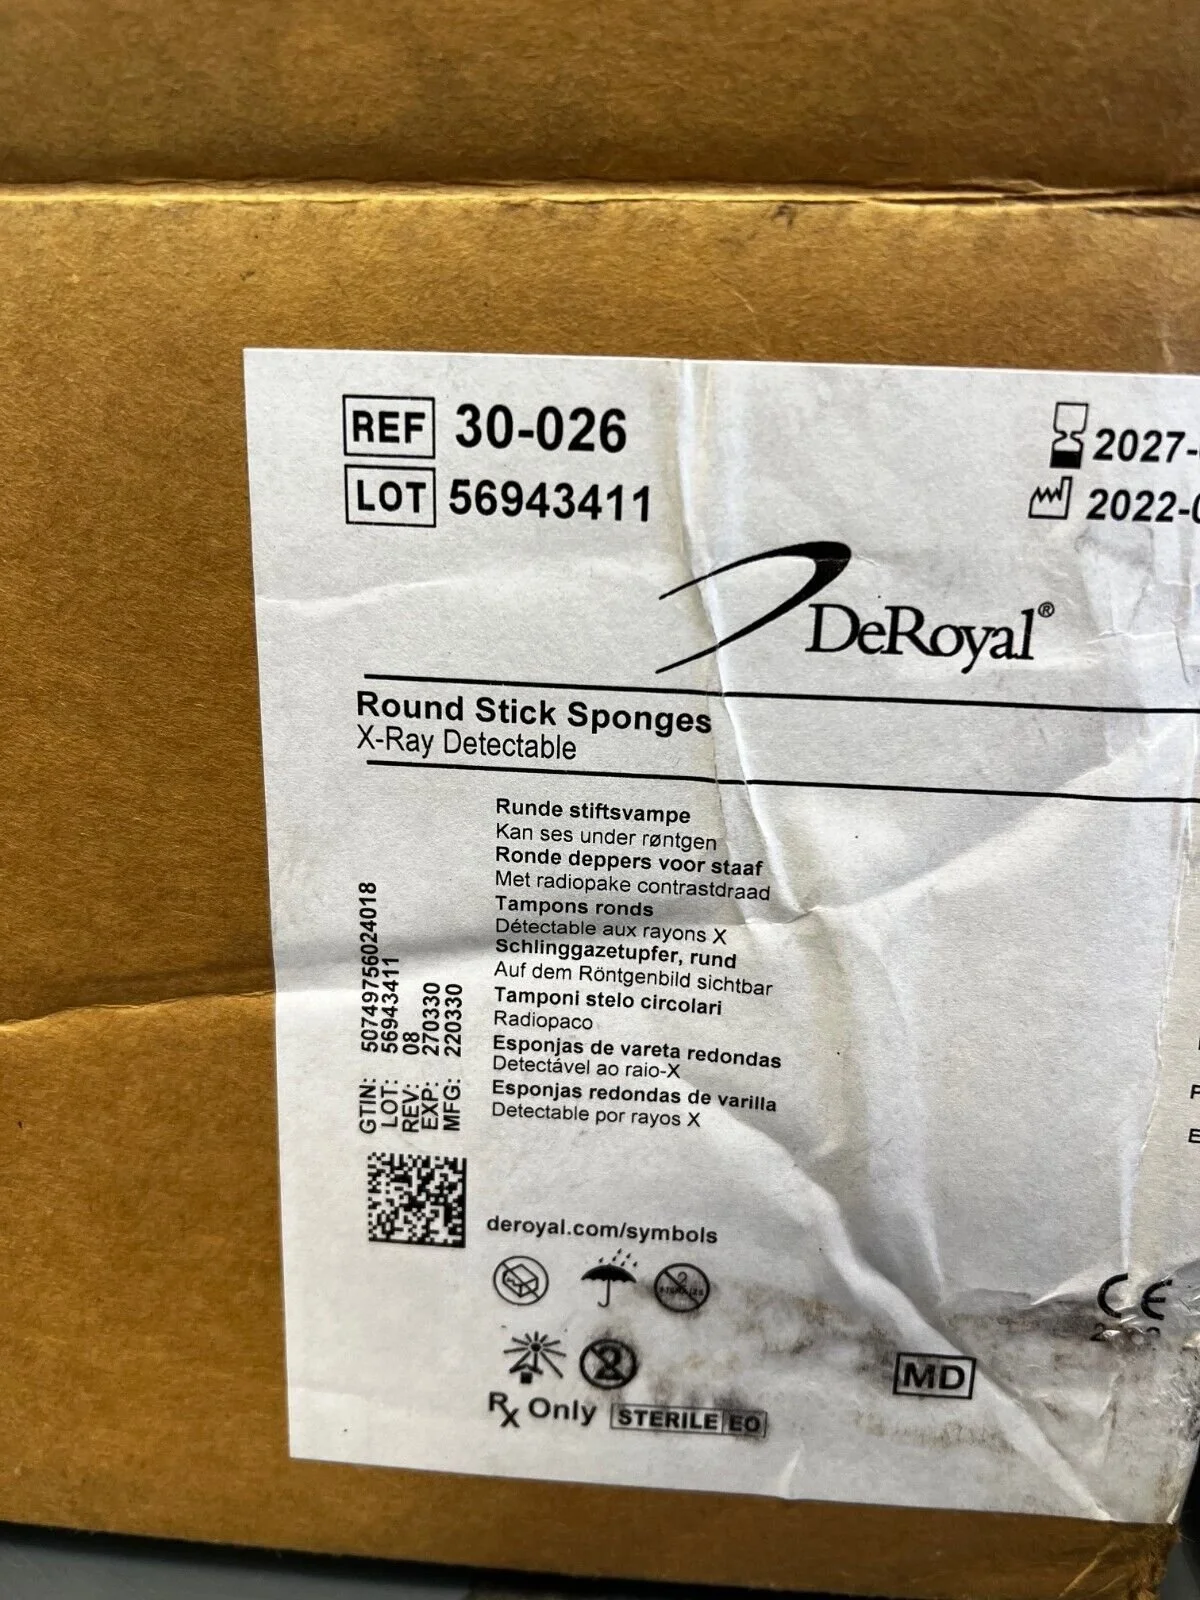 REF 30-026
LOT 56943411
2027-
2022-0
DeRoyal®
Round Stick Sponges
X-Ray Detectable
Runde stiftsvampe
Kan ses under røntgen
Ronde deppers voor staaf
Met radiopake contrastdraad
Tampons ronds
Détectable aux rayons X
Schlinggazetupfer, rund
Auf dem Röntgenbild sichtbar
Tamponi stelo circolari
Radiopaco
Esponjas de vareta redondas
Detectável ao raio-X
Esponjas redondas de varilla
Detectable por rayos X
GTIN: 50749756024018
LOT: 56943411
REV: 08
EXP: 270330
MFG: 220330
deroyal.com/symbols
2
2
Rx Only STERILE EO
MD
CE